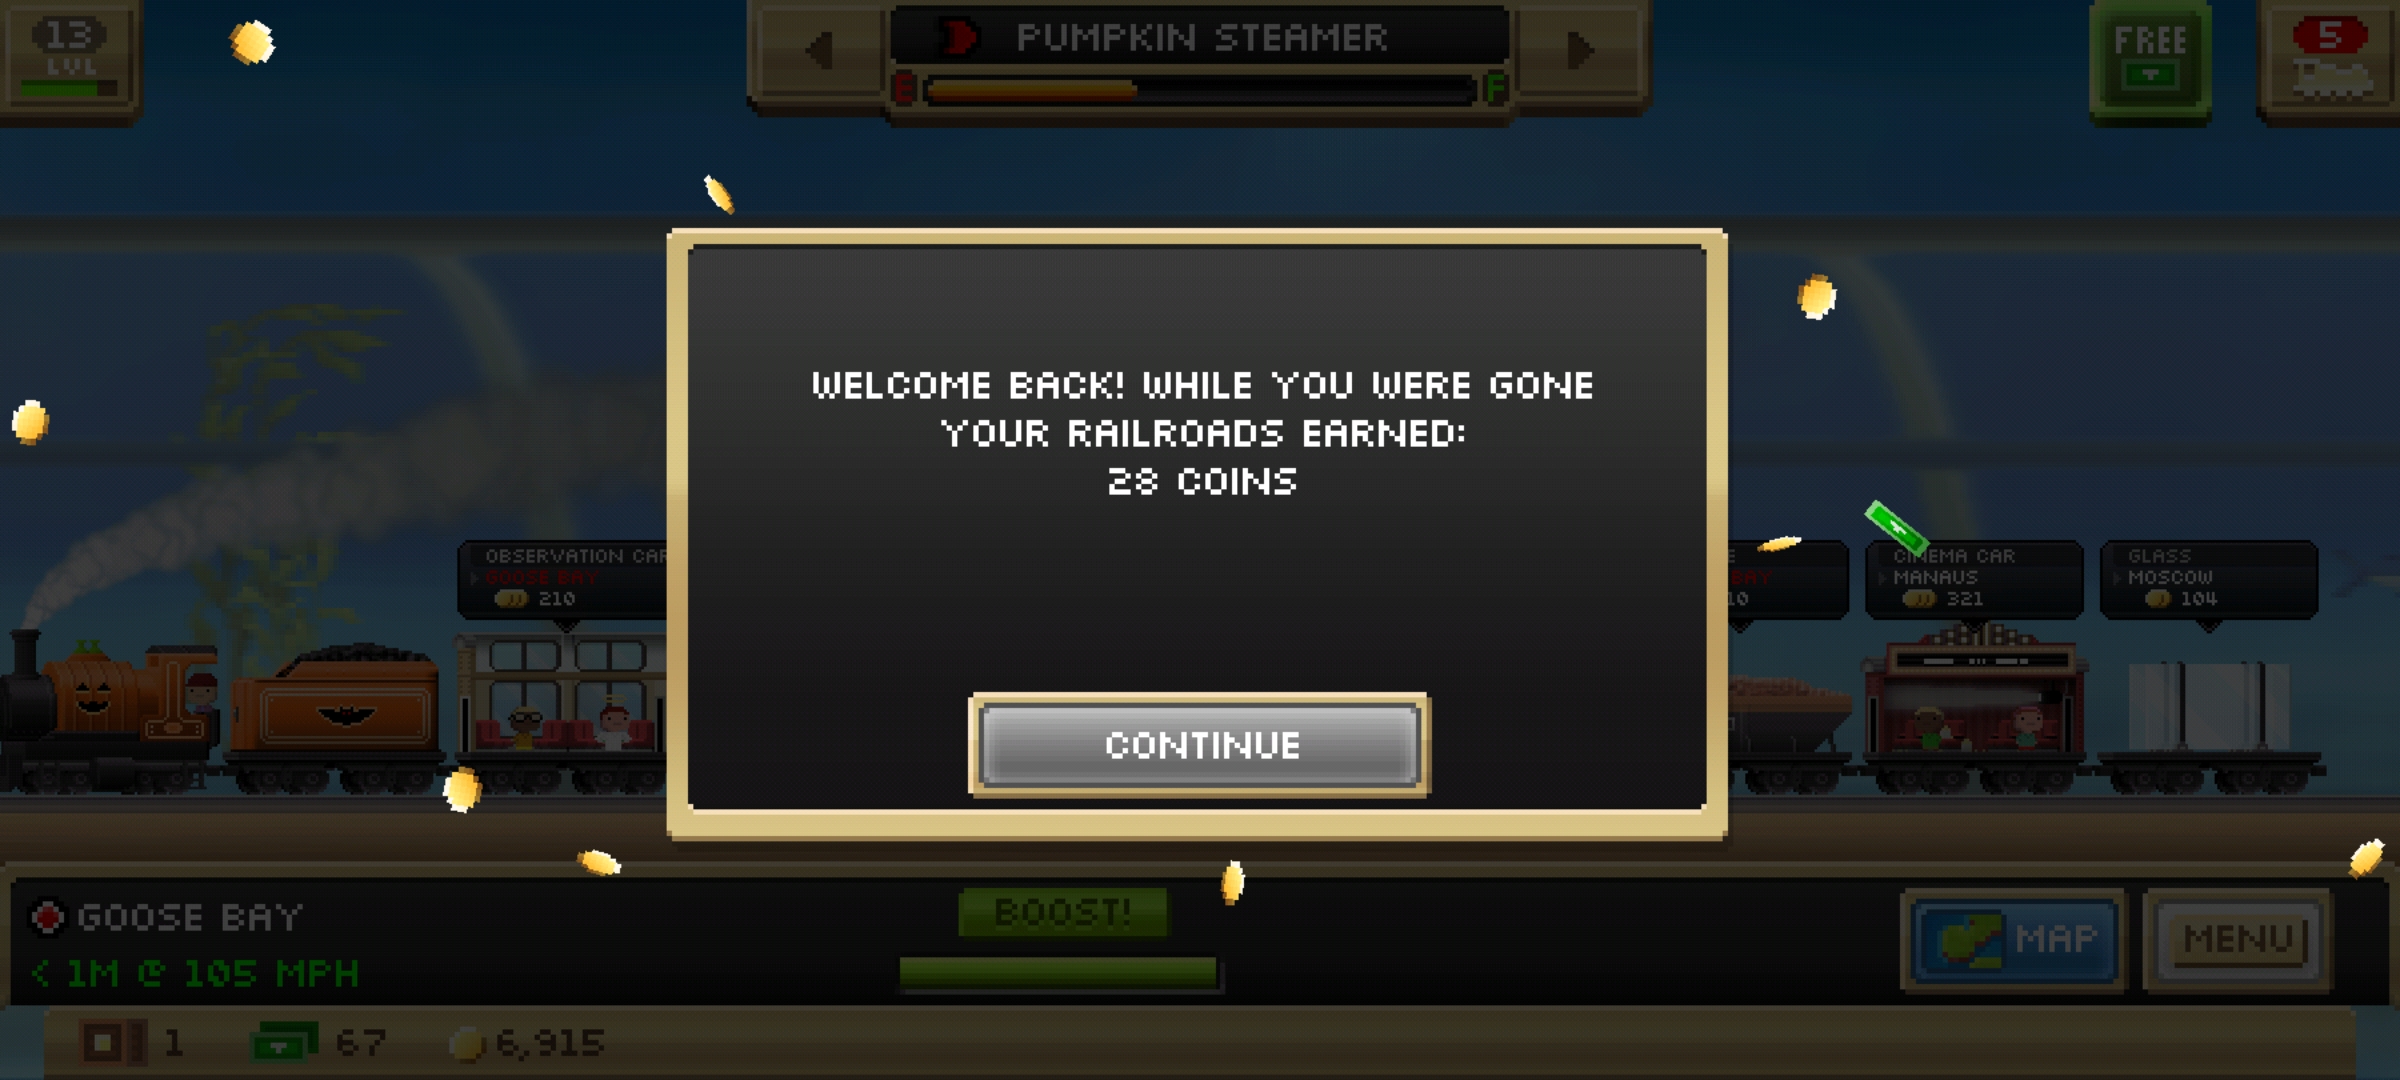 13
LVL
PUMPKIN STEAMER
E
F
FREE
5
WELCOME BACK! WHILE YOU WERE GONE
YOUR RAILROADS EARNED:
28 COINS
CONTINUE
OBSERVATION CAR
GOOSE BAY
210
BAY
10
CINEMA CAR
MANAUS
321
GLASS
MOSCOW
104
GOOSE BAY
< 1M @ 105 MPH
BOOST!
MAP
MENU
1
67
6,915